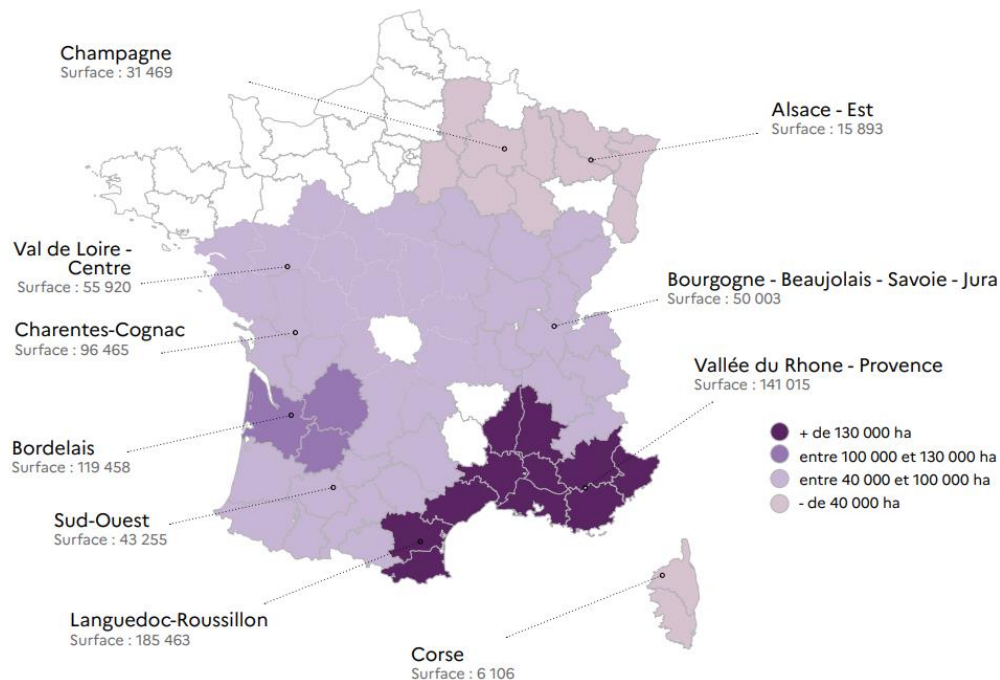 Champagne
Surface : 31 469
Alsace - Est
Surface : 15 893
Val de Loire -
Centre
Surface : 55 920
Bourgogne - Beaujolais - Savoie - Jura
Surface : 50 003
Charentes-Cognac
Surface : 96 465
Vallée du Rhone - Provence
Surface : 141 015
Bordelais
Surface : 119 458
+ de 130 000 ha
entre 100 000 et 130 000 ha
entre 40 000 et 100 000 ha
- de 40 000 ha
Sud-Ouest
Surface : 43 255
Languedoc-Roussillon
Surface : 185 463
Corse
Surface : 6 106